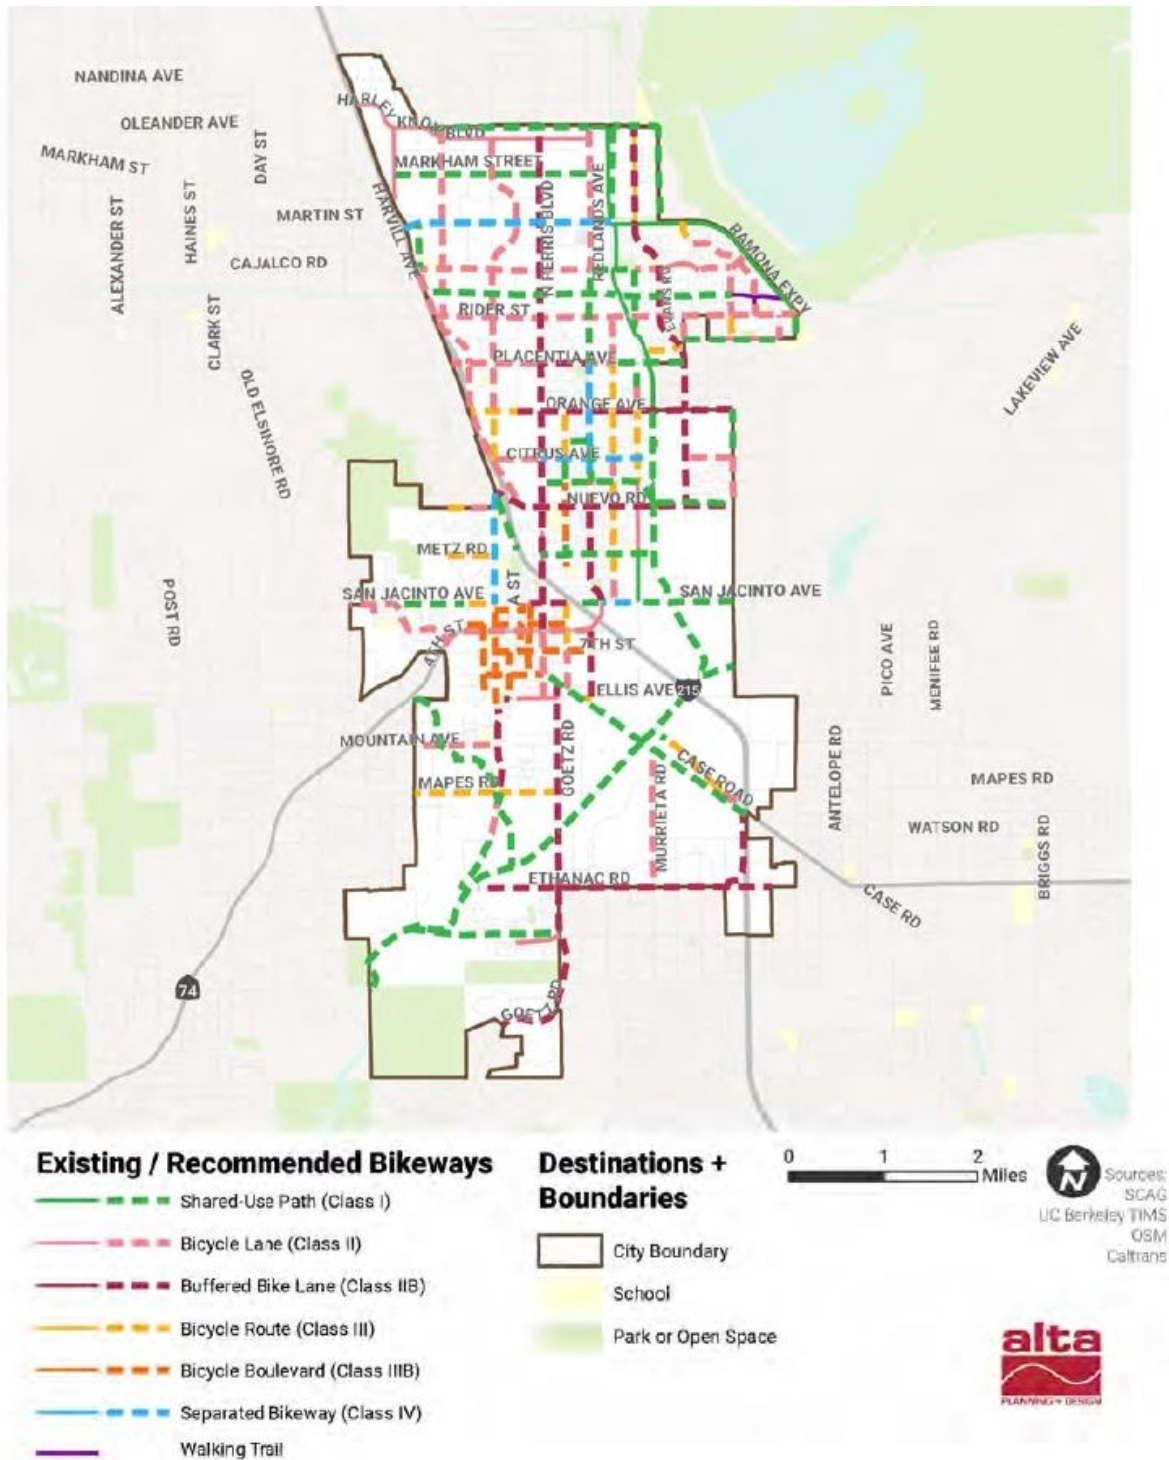 NANDINA AVE
OLEANDER AVE
MARKHAM ST
DAY ST
HARLEY KNOX BLVD
MARKHAM STREET
ALEXANDER ST
HAINES ST
MARTIN ST
CAJALCO RD
HARVILL AVE
N PERRIS BLVD
REDLANDS AVE
RAMONA EXPY
EVANS RD
CLARK ST
RIDER ST
PLACENTIA AVE
LAKEVIEW AVE
OLD ELSINORE RD
ORANGE AVE
CITRUS AVE
NUEVO RD
METZ RD
POST RD
SAN JACINTO AVE
A ST
SAN JACINTO AVE
4TH ST
7TH ST
PICO AVE
MENIFEE RD
ELLIS AVE
215
MOUNTAIN AVE
GOETZ RD
CASE ROAD
ANTELOPE RD
MAPES RD
MAPES RD
MURRIETA RD
WATSON RD
BRIGGS RD
ETHANAC RD
CASE RD
74
GOETZ RD
Existing / Recommended Bikeways
Shared-Use Path (Class I)
Bicycle Lane (Class II)
Buffered Bike Lane (Class IIB)
Bicycle Route (Class III)
Bicycle Boulevard (Class IIIB)
Separated Bikeway (Class IV)
Walking Trail
Destinations +
Boundaries
City Boundary
School
Park or Open Space
0 1 2
Miles
N
Sources:
SCAG
UC Berkeley TIMS
OSM
Caltrans
alta
PLANNING + DESIGN